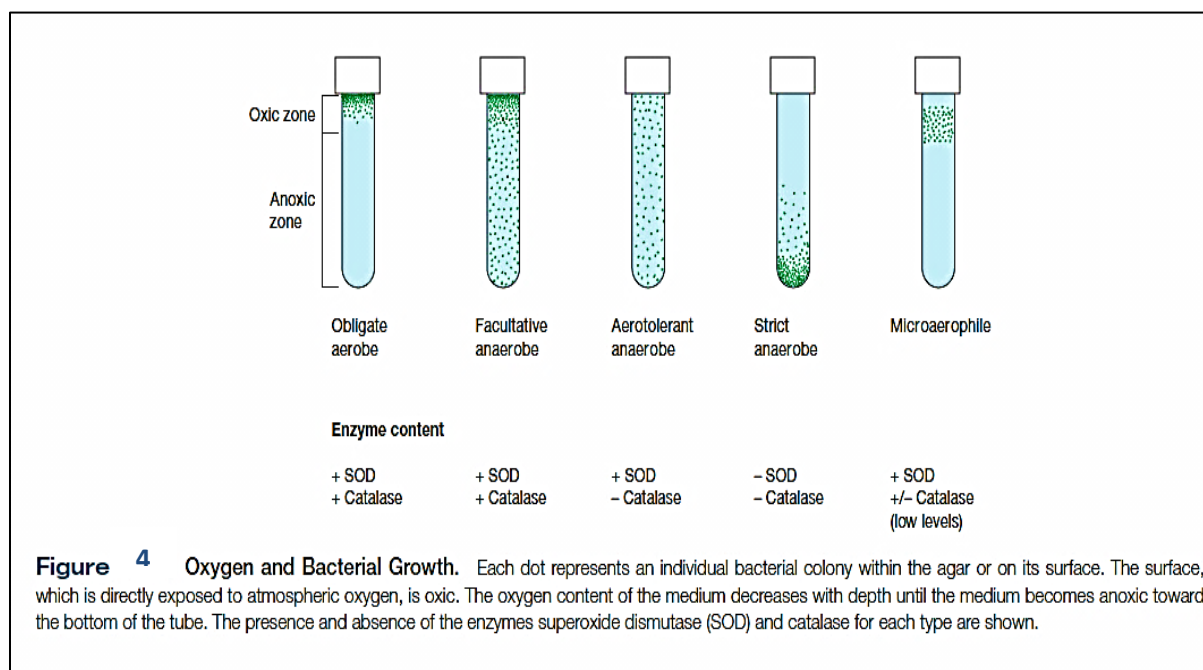 Oxic zone
Anoxic
zone
Obligate
aerobe
Facultative
anaerobe
Aerotolerant
anaerobe
Strict
anaerobe
Microaerophile
Enzyme content
+ SOD
+ Catalase
+ SOD
+ Catalase
+ SOD
– Catalase
– SOD
– Catalase
+ SOD
+/– Catalase
(low levels)
Figure 4 Oxygen and Bacterial Growth. Each dot represents an individual bacterial colony within the agar or on its surface. The surface,
which is directly exposed to atmospheric oxygen, is oxic. The oxygen content of the medium decreases with depth until the medium becomes anoxic toward
the bottom of the tube. The presence and absence of the enzymes superoxide dismutase (SOD) and catalase for each type are shown.